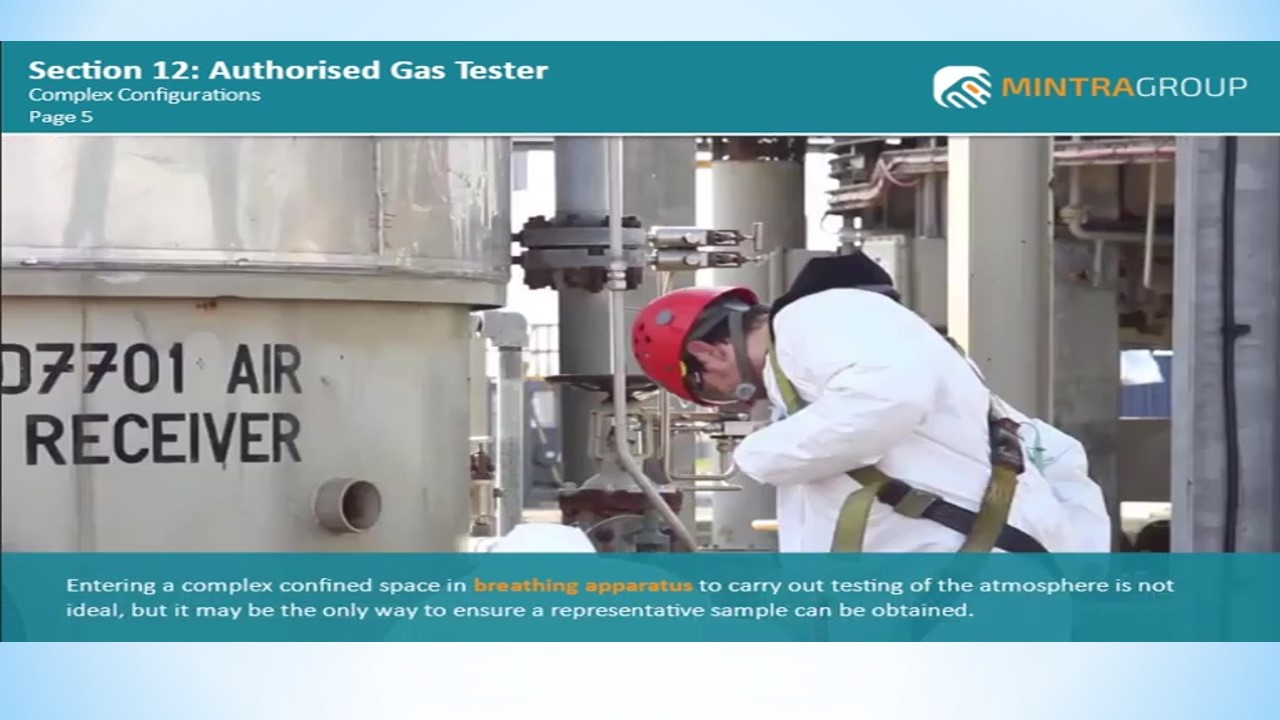 Section 12: Authorised Gas Tester
Complex Configurations
Page 5
MINTRAGROUP
D7701 AIR
RECEIVER
Entering a complex confined space in breathing apparatus to carry out testing of the atmosphere is not
ideal, but it may be the only way to ensure a representative sample can be obtained.